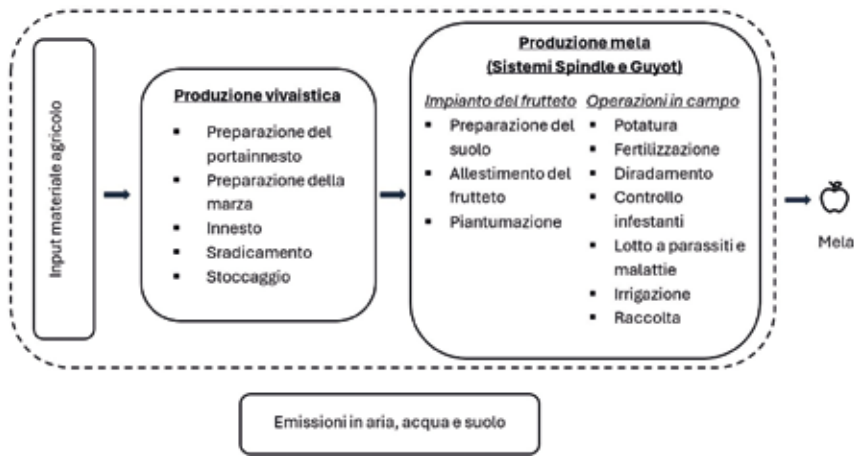 Input materiale agricolo
Produzione vivaistica
▪ Preparazione del
portainnesto
▪ Preparazione della
marza
▪ Innesto
▪ Sradicamento
▪ Stoccaggio
Produzione mela
(Sistemi Spindle e Guyot)
Impianto del frutteto
▪ Preparazione del
suolo
▪ Allestimento del
frutteto
▪ Piantumazione
Operazioni in campo
▪ Potatura
▪ Fertilizzazione
▪ Diradamento
▪ Controllo
infestanti
▪ Lotto a parassiti e
malattie
▪ Irrigazione
▪ Raccolta
Mela
Emissioni in aria, acqua e suolo